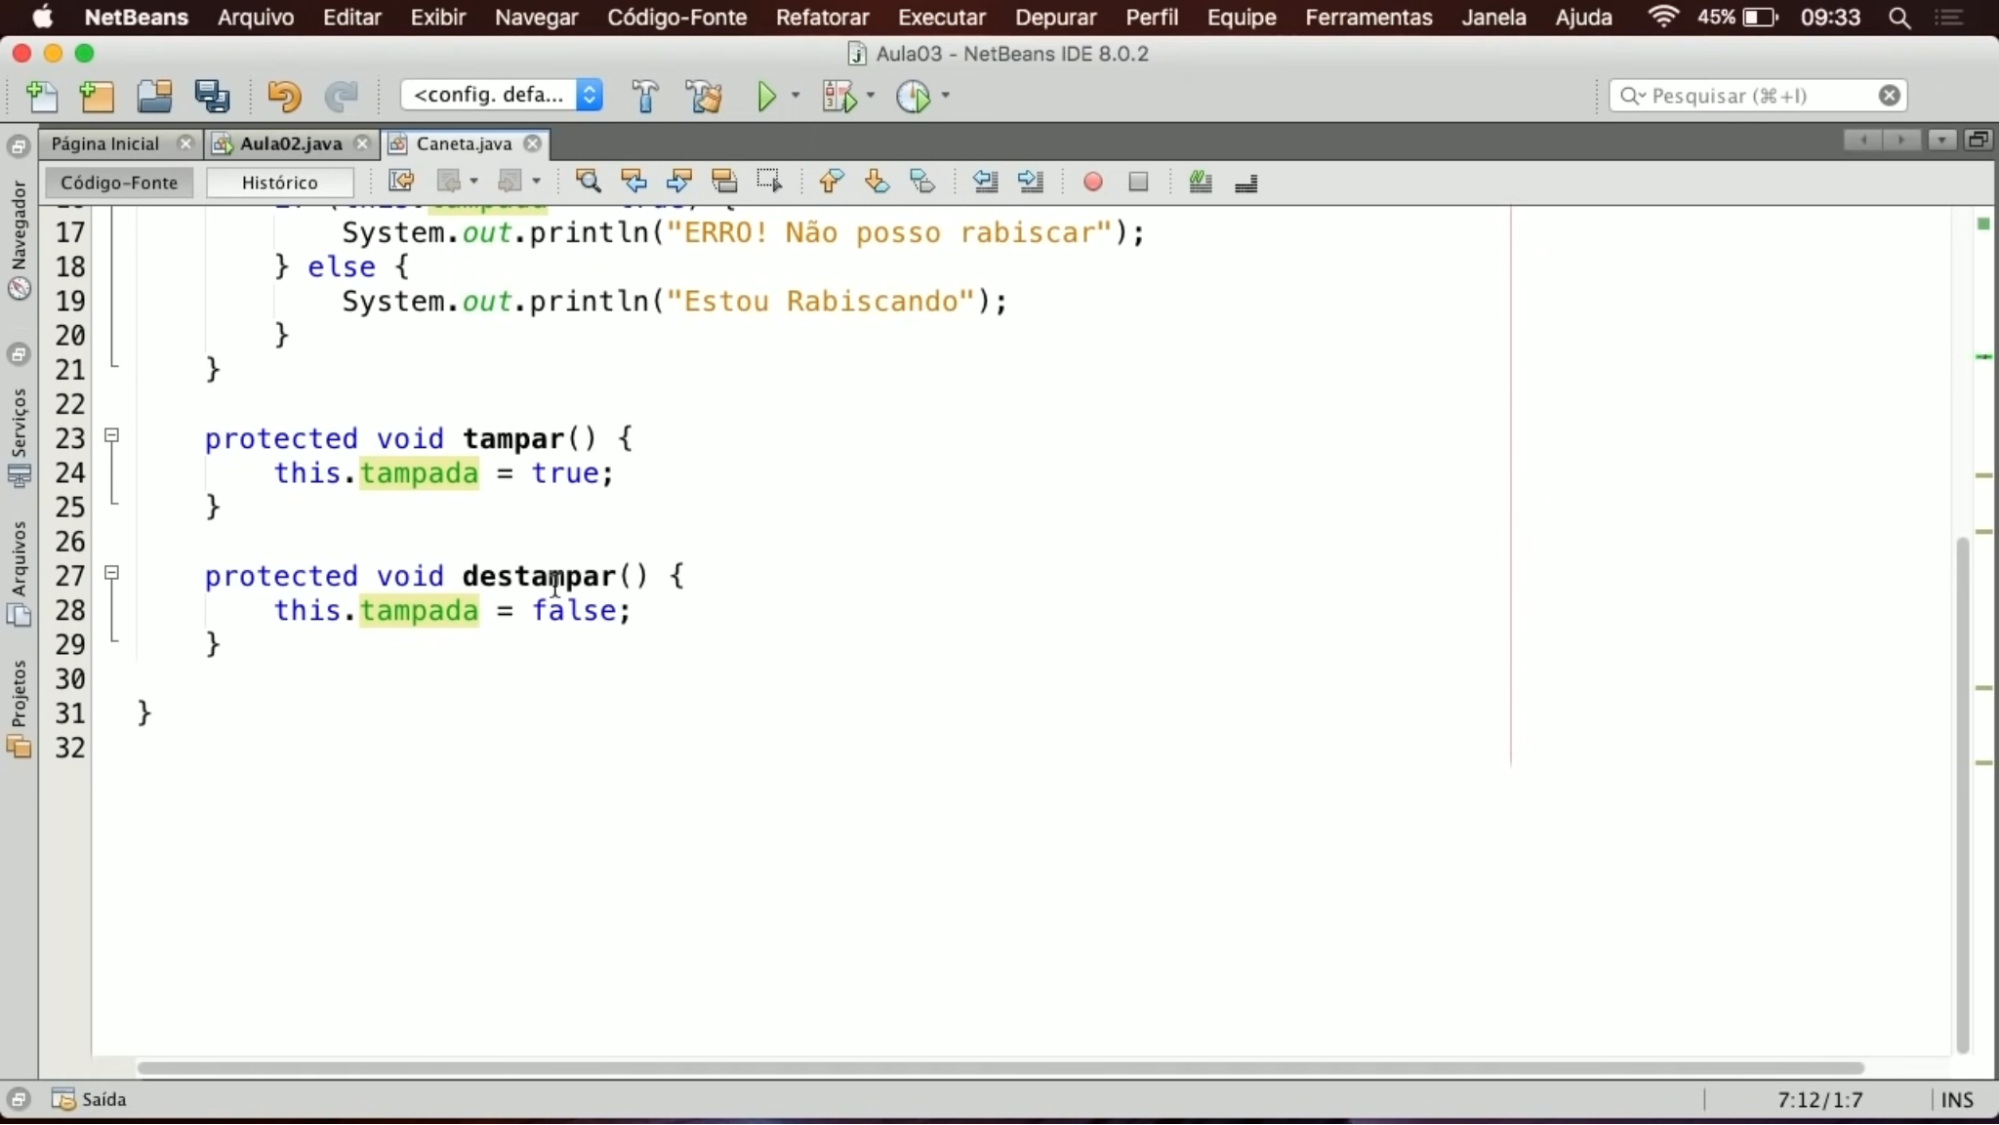 NetBeans Arquivo Editar Exibir Navegar Código-Fonte Refatorar Executar Depurar Perfil Equipe Ferramentas Janela Ajuda 45% 09:33
Aula03 - NetBeans IDE 8.0.2
<config. defa...
Pesquisar (⌘+I)
Página Inicial Aula02.java Caneta.java
Código-Fonte Histórico
Navegador
Serviços
Arquivos
Projetos
17 System.out.println("ERRO! Não posso rabiscar");
18 } else {
19 System.out.println("Estou Rabiscando");
20 }
21 }
22
23 protected void tampar() {
24 this.tampada = true;
25 }
26
27 protected void destampar() {
28 this.tampada = false;
29 }
30
31 }
32
Saída 7:12/1:7 INS